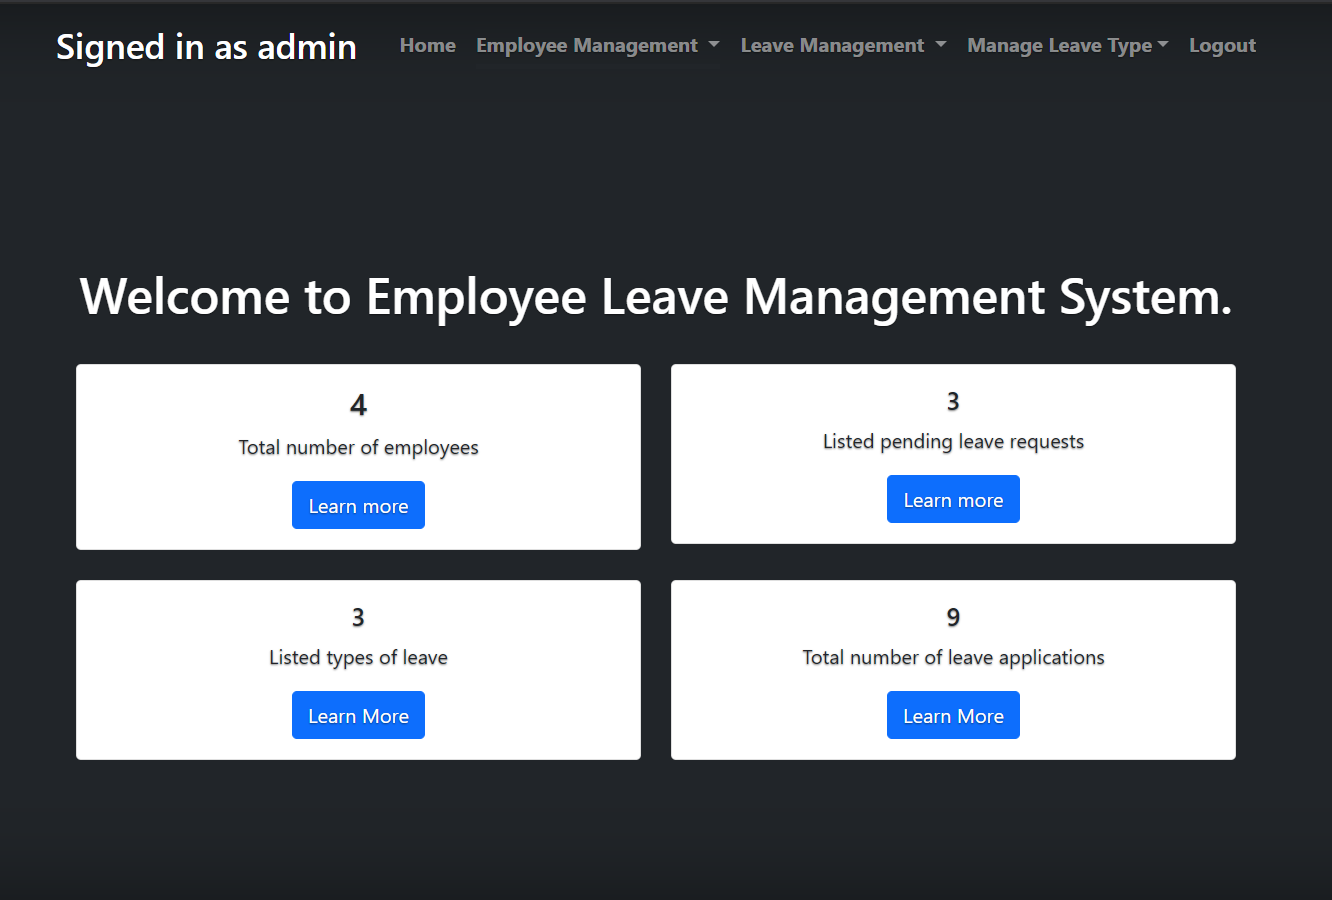 Signed in as admin Home Employee Management Leave Management Manage Leave Type Logout
Welcome to Employee Leave Management System.
4
Total number of employees
Learn more
3
Listed pending leave requests
Learn more
3
Listed types of leave
Learn More
9
Total number of leave applications
Learn More